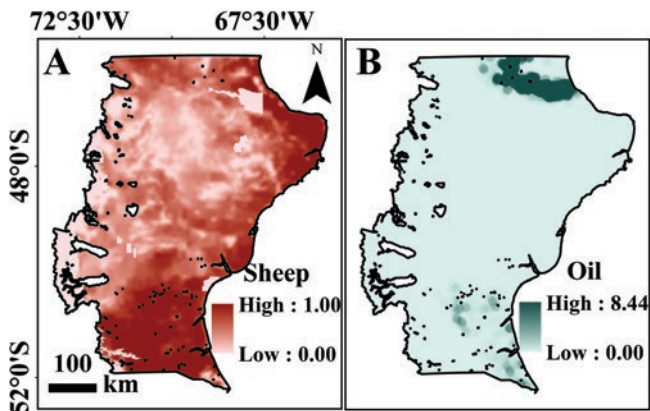 72°30'W 67°30'W
A
N
B
48°0'S
Sheep
High : 1.00
Low : 0.00
100
km
52°0'S
Oil
High : 8.44
Low : 0.00